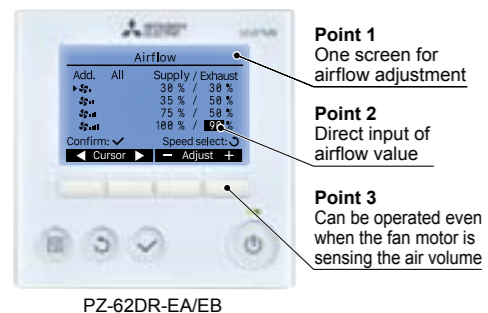 Airflow
Add. All Supply / Exhaust
30 % / 30 %
35 % / 50 %
75 % / 50 %
100 % / 90 %
Confirm: ✓ Speed select:
◀ Cursor ▶ − Adjust +
PZ-62DR-EA/EB
Point 1
One screen for
airflow adjustment
Point 2
Direct input of
airflow value
Point 3
Can be operated even
when the fan motor is
sensing the air volume